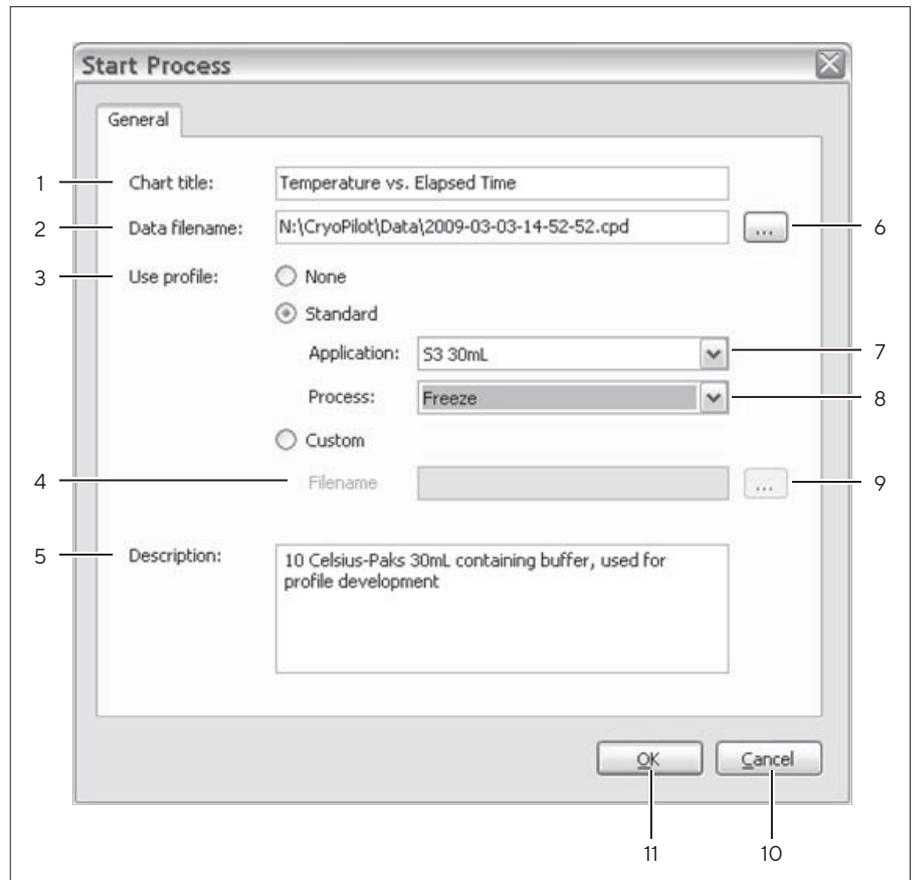 Start Process
General
1 Chart title: Temperature vs. Elapsed Time
2 Data filename: N:\CryoPilot\Data\2009-03-03-14-52-52.cpd ... 6
3 Use profile: None
Standard
Application: S3 30mL 7
Process: Freeze 8
Custom
4 Filename ... 9
5 Description: 10 Celsius-Paks 30mL containing buffer, used for
profile development
OK Cancel
11 10